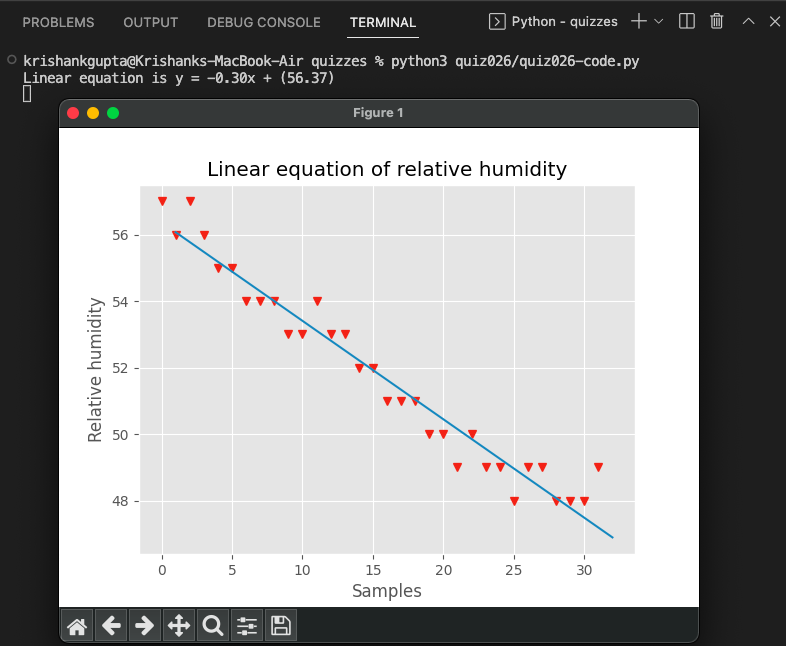 PROBLEMS OUTPUT DEBUG CONSOLE TERMINAL Python - quizzes
krishankgupta@Krishanks-MacBook-Air quizzes % python3 quiz026/quiz026-code.py
Linear equation is y = -0.30x + (56.37)
Figure 1
Linear equation of relative humidity
Relative humidity
56
54
52
50
48
0 5 10 15 20 25 30
Samples